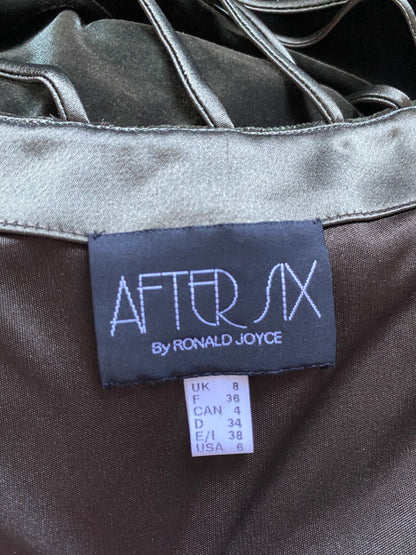 AFTER SIX
By RONALD JOYCE
UK 8
F 36
CAN 4
D 34
E/I 38
USA 6